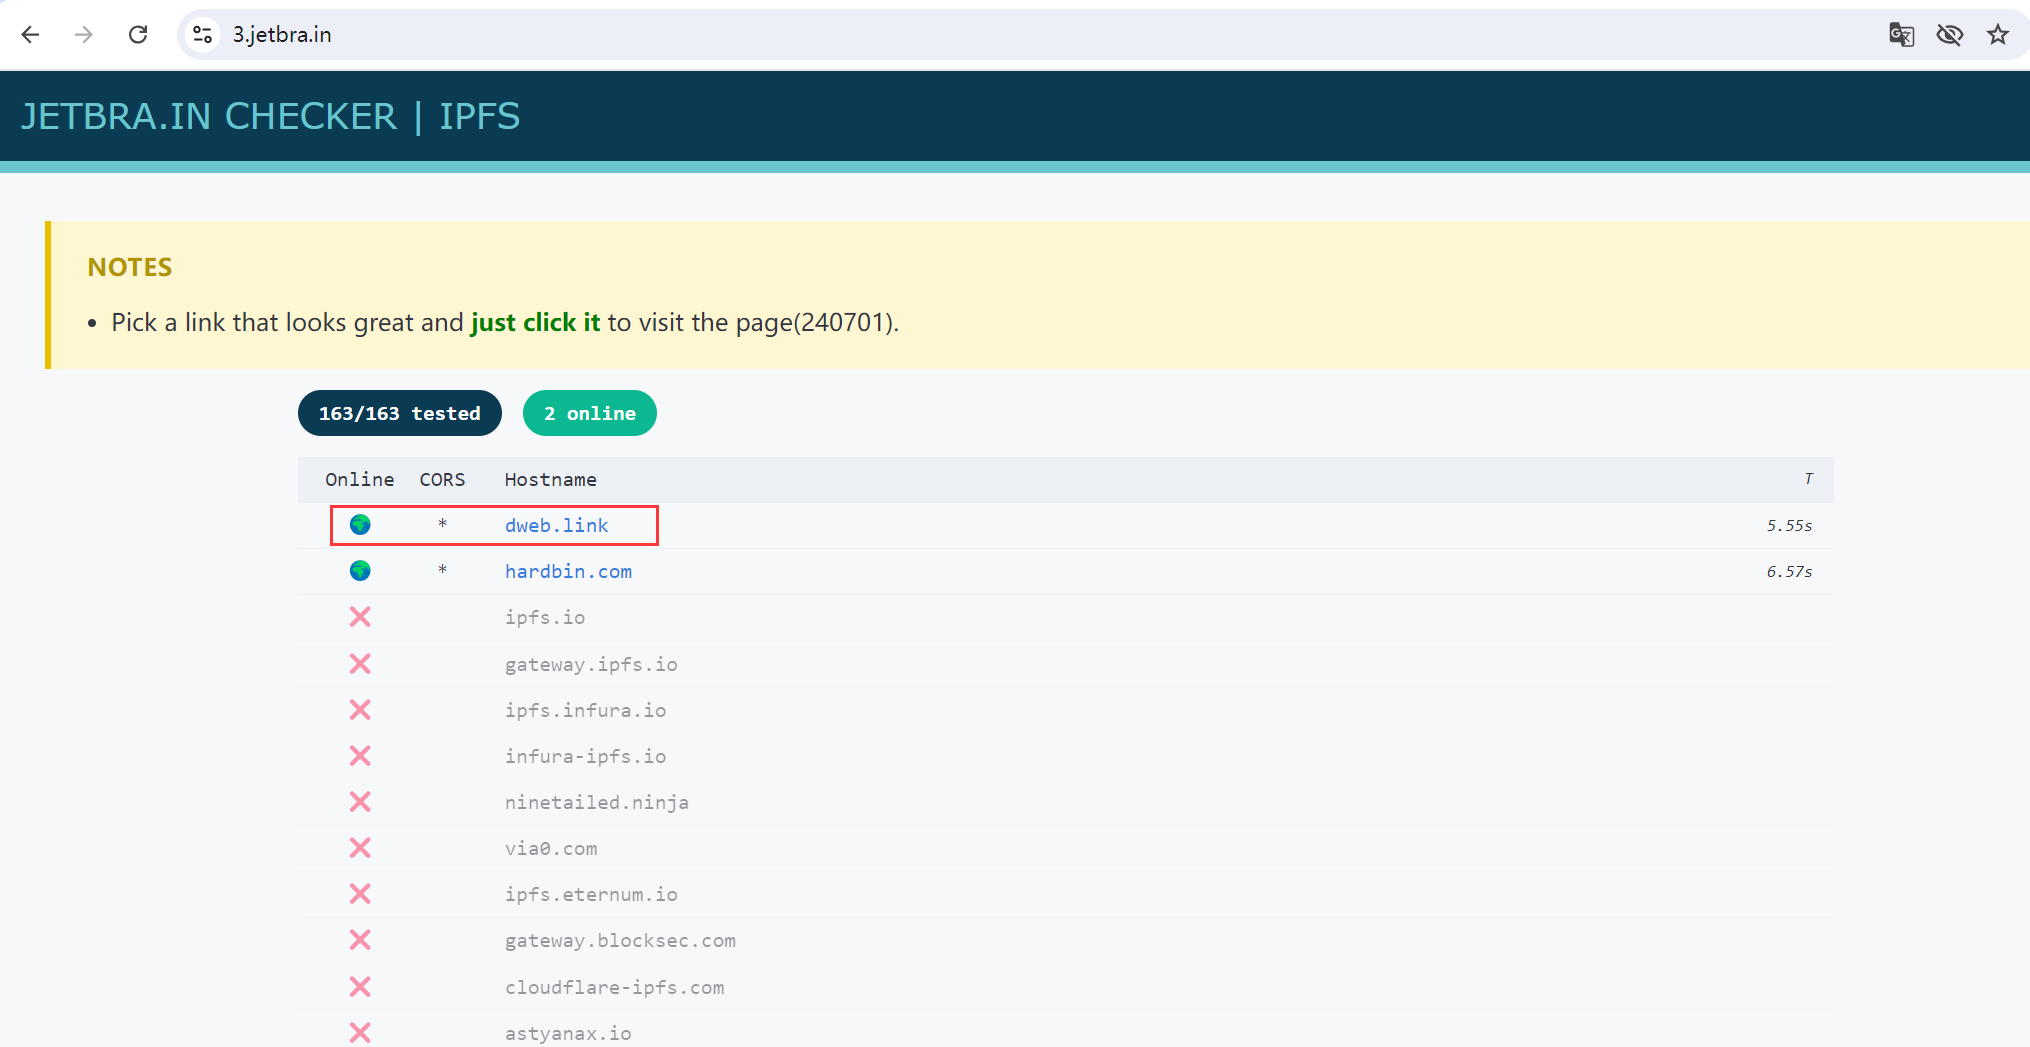 3.jetbra.in
JETBRA.IN CHECKER | IPFS
NOTES
• Pick a link that looks great and just click it to visit the page(240701).
163/163 tested 2 online
Online CORS Hostname T
* dweb.link 5.55s
* hardbin.com 6.57s
ipfs.io
gateway.ipfs.io
ipfs.infura.io
infura-ipfs.io
ninetailed.ninja
via0.com
ipfs.eternum.io
gateway.blocksec.com
cloudflare-ipfs.com
astyanax.io